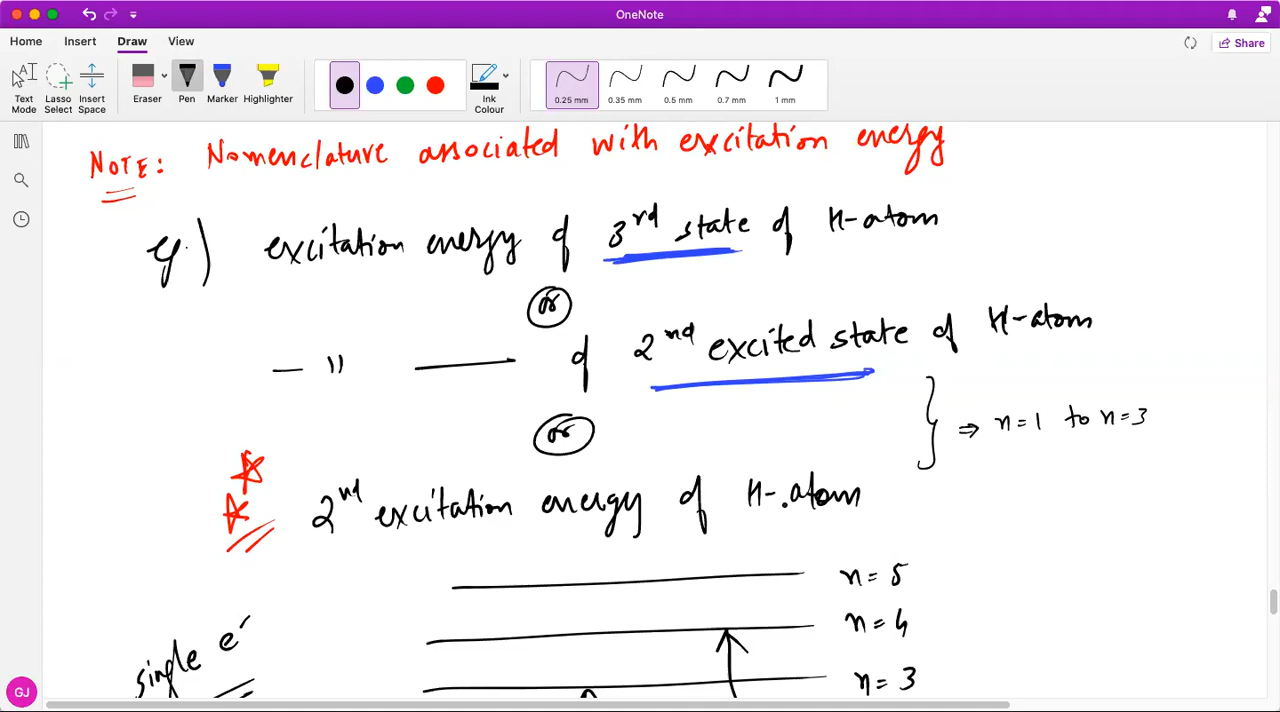 OneNote
Home Insert Draw View
Share
Text Mode
Lasso Select
Insert Space
Eraser
Pen
Marker
Highlighter
Ink Colour
0.25 mm
0.35 mm
0.5 mm
0.7 mm
1 mm
NOTE: Nomenclature associated with excitation energy
eg.) excitation energy of 3rd state of H-atom
or
— " — of 2nd excited state of H-atom
or
} ⇒ n=1 to n=3
2nd excitation energy of H-atom
n=5
n=4
single e-
n=3
GJ